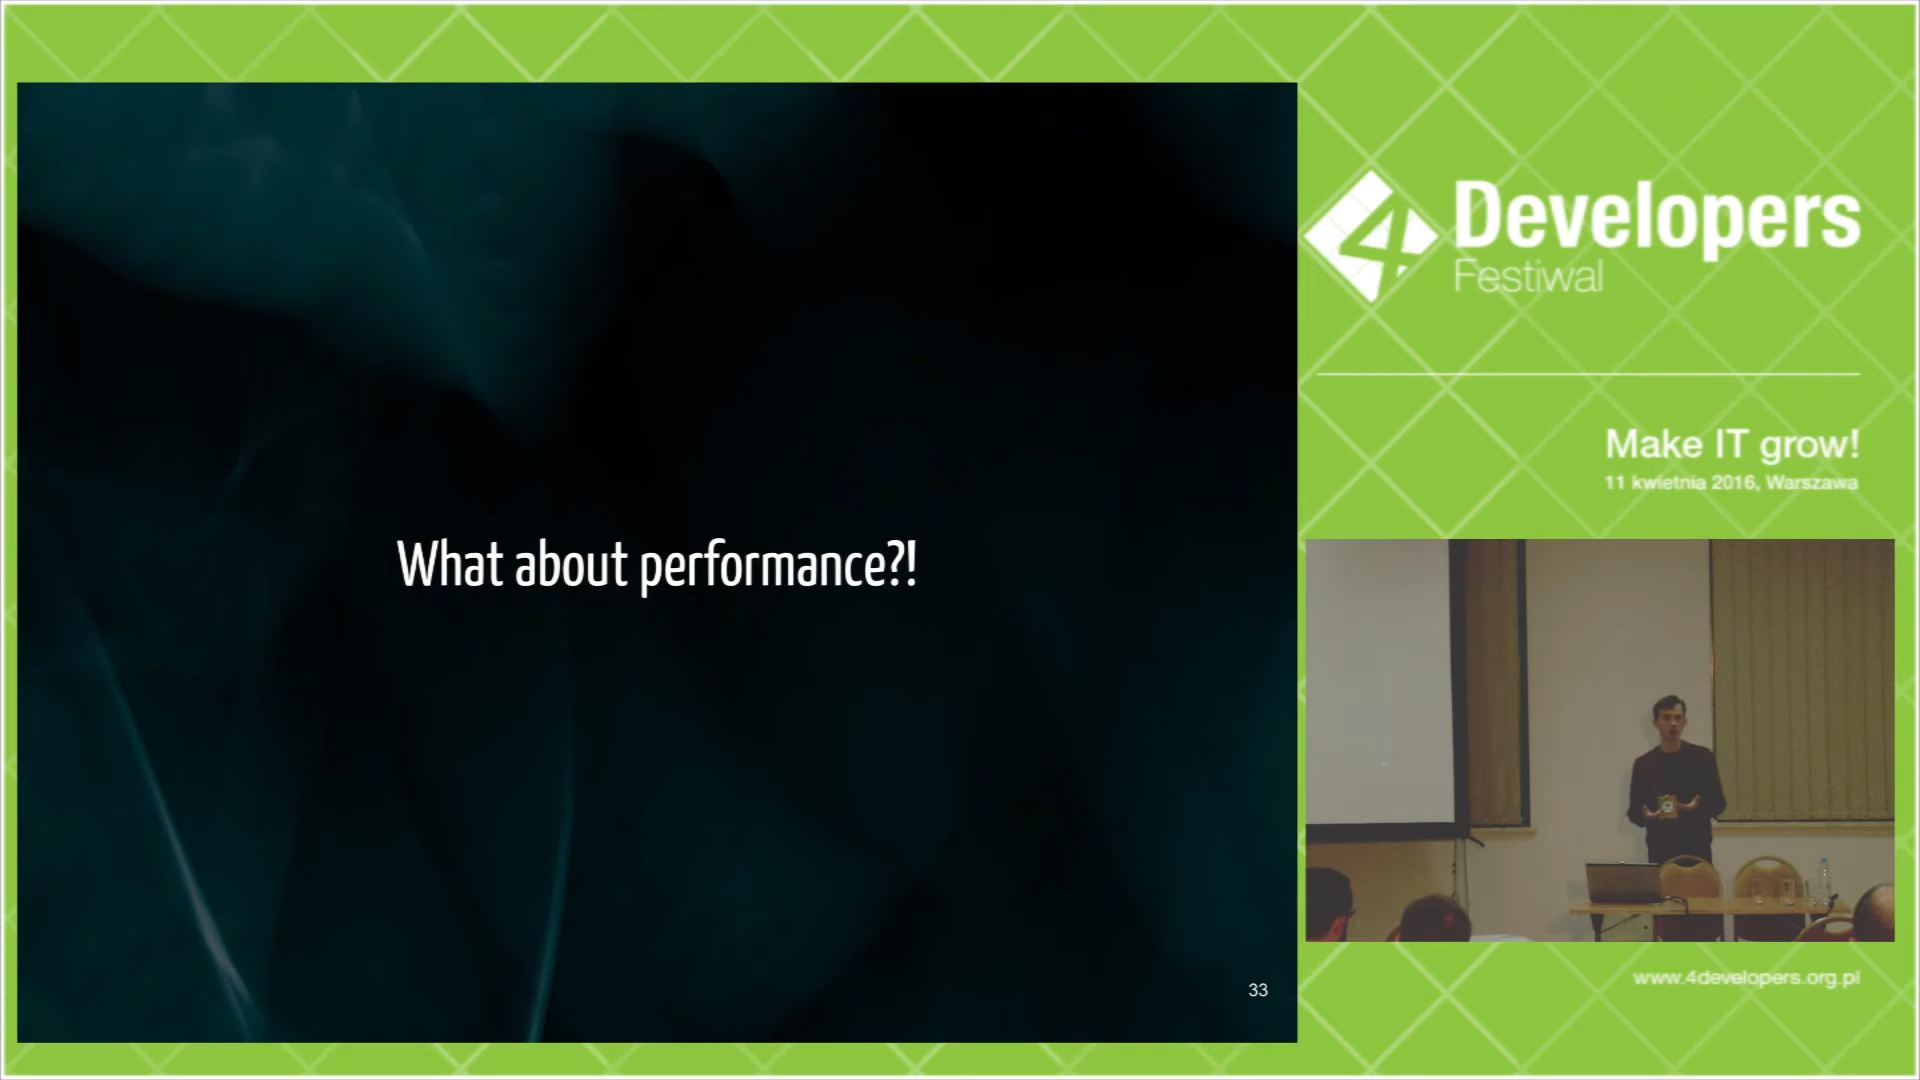 What about performance?!
33
4
Developers
Festiwal
Make IT grow!
11 kwietnia 2016, Warszawa
www.4developers.org.pl